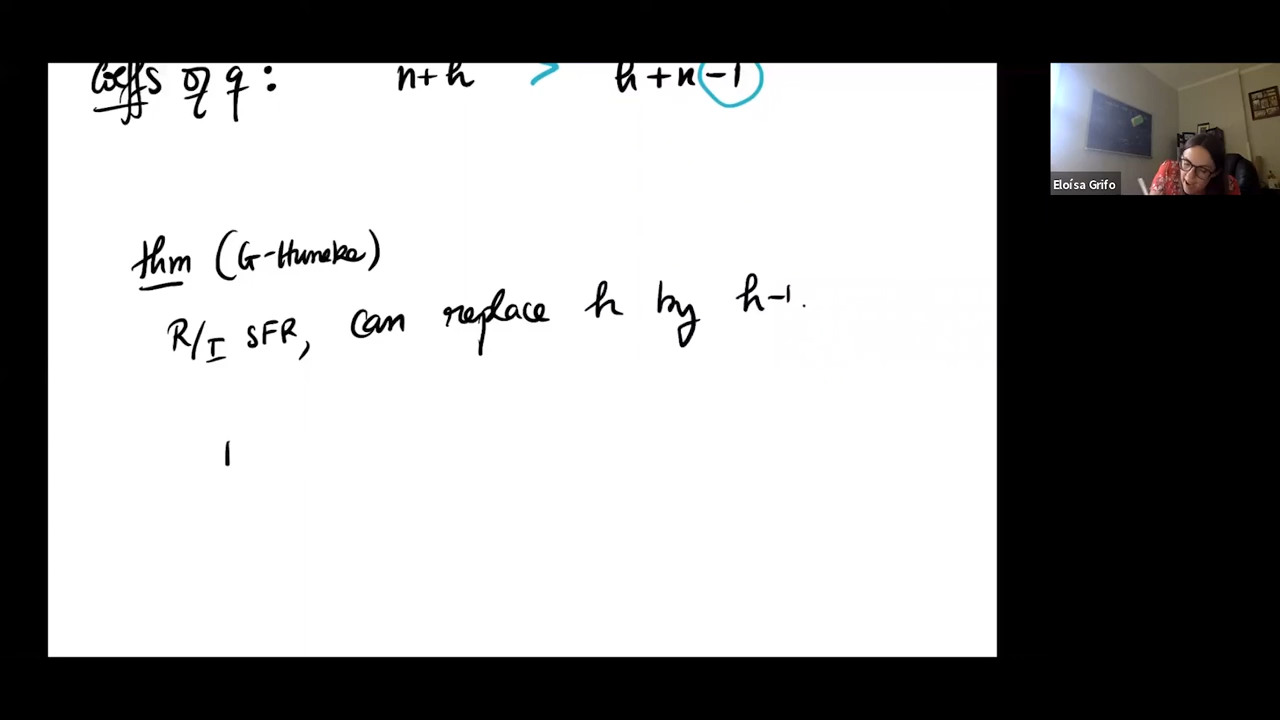 Coeffs of q: n+h > h+n-1
thm (G-Huneke)
R/I SFR, can replace h by h-1.
Eloísa Grifo